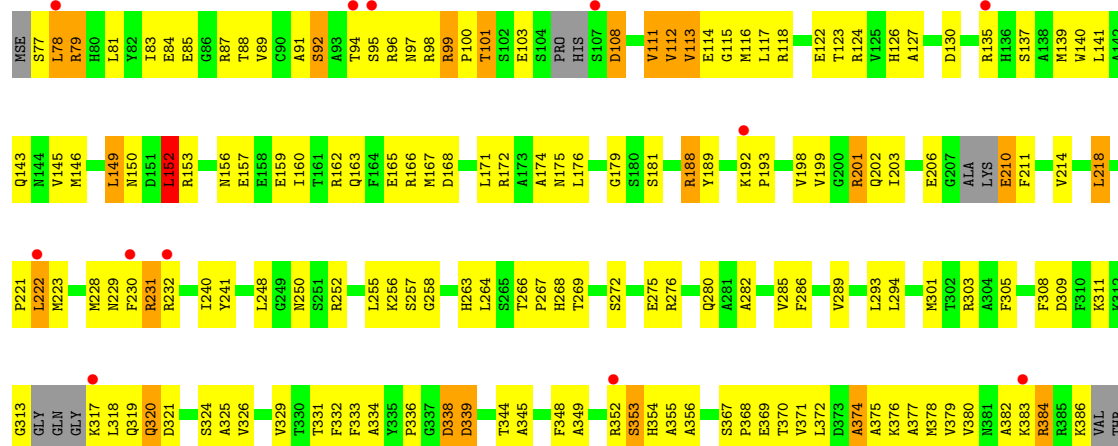 MSE S77 L78 R79 H80 L81 Y82 I83 E84 E85 G86 R87 T88 V89 C90 A91 S92 A93 T94 S95 R96 N97 R98 R99 P100 T101 S102 E103 S104 PRO HIS S107 D108 V111 V112 V113 E114 G115 M116 L117 R118 E122 T123 R124 V125 H126 A127 D130 R135 H136 S137 A138 M139 W140 L141 A142
Q143 N144 V145 M146 L149 N150 D151 L152 R153 N156 E157 E158 E159 I160 T161 R162 Q163 F164 E165 R166 M167 D168 L171 R172 A173 A174 N175 L176 G179 S180 S181 R188 Y189 K192 P193 V198 V199 G200 R201 Q202 I203 E206 G207 ALA LYS E210 F211 V214 L218
P221 L222 M223 M228 N229 F230 R231 R232 I240 Y241 L248 G249 N250 S251 R252 L255 K256 S257 G258 H263 L264 S265 T266 P267 H268 T269 S272 E275 R276 Q280 A281 A282 V285 F286 V289 L293 L294 M301 T302 R303 A304 F305 F308 D309 F310 K311
G313 GLY GLN GLY K317 L318 Q319 Q320 D321 S324 A325 V326 V329 T330 T331 F332 F333 A334 Y335 P336 G337 D338 D339 T344 A345 F348 A349 R352 S353 H354 A355 A356 S367 P368 E369 T370 V371 L372 D373 A374 A375 K376 A377 M378 V379 V380 N381 A382 K383 R384 R385 K386 VAL